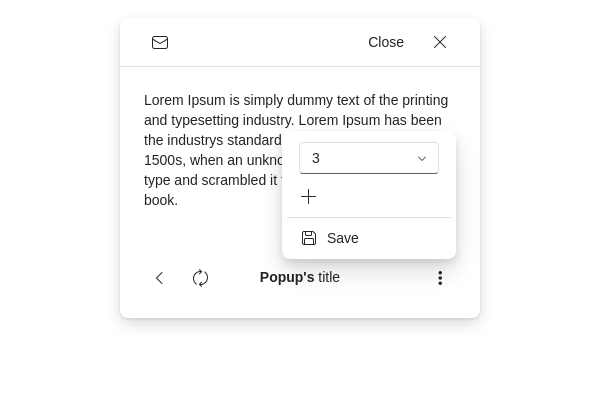 Close
Lorem Ipsum is simply dummy text of the printing
and typesetting industry. Lorem Ipsum has been
the industrys standard
1500s, when an
type and scrambled it
book.
3
Save
Popup's title